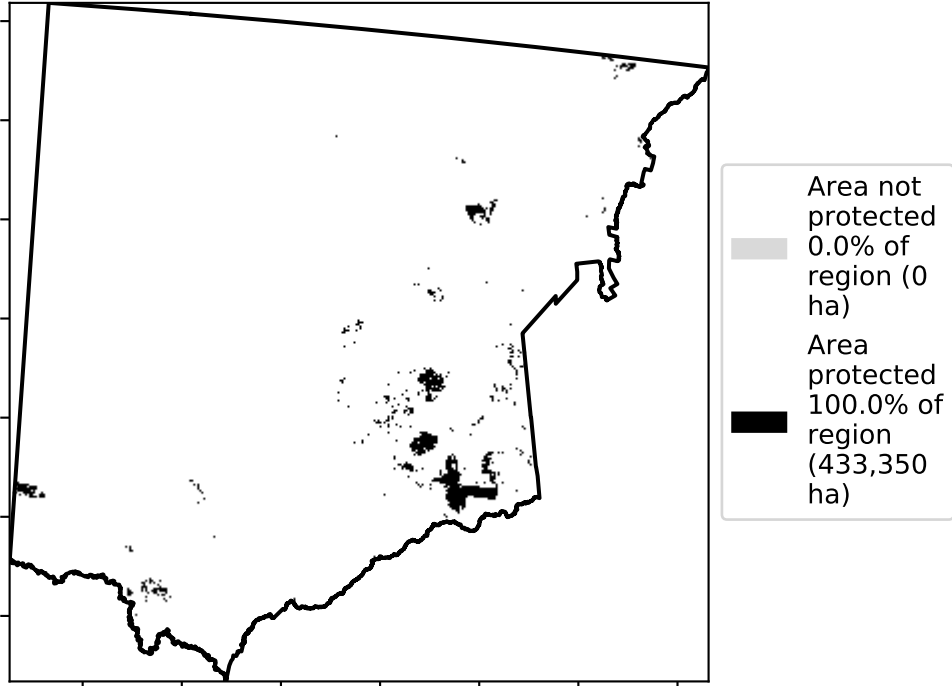 Area not
protected
0.0% of
region (0
ha)
Area
protected
100.0% of
region
(433,350
ha)